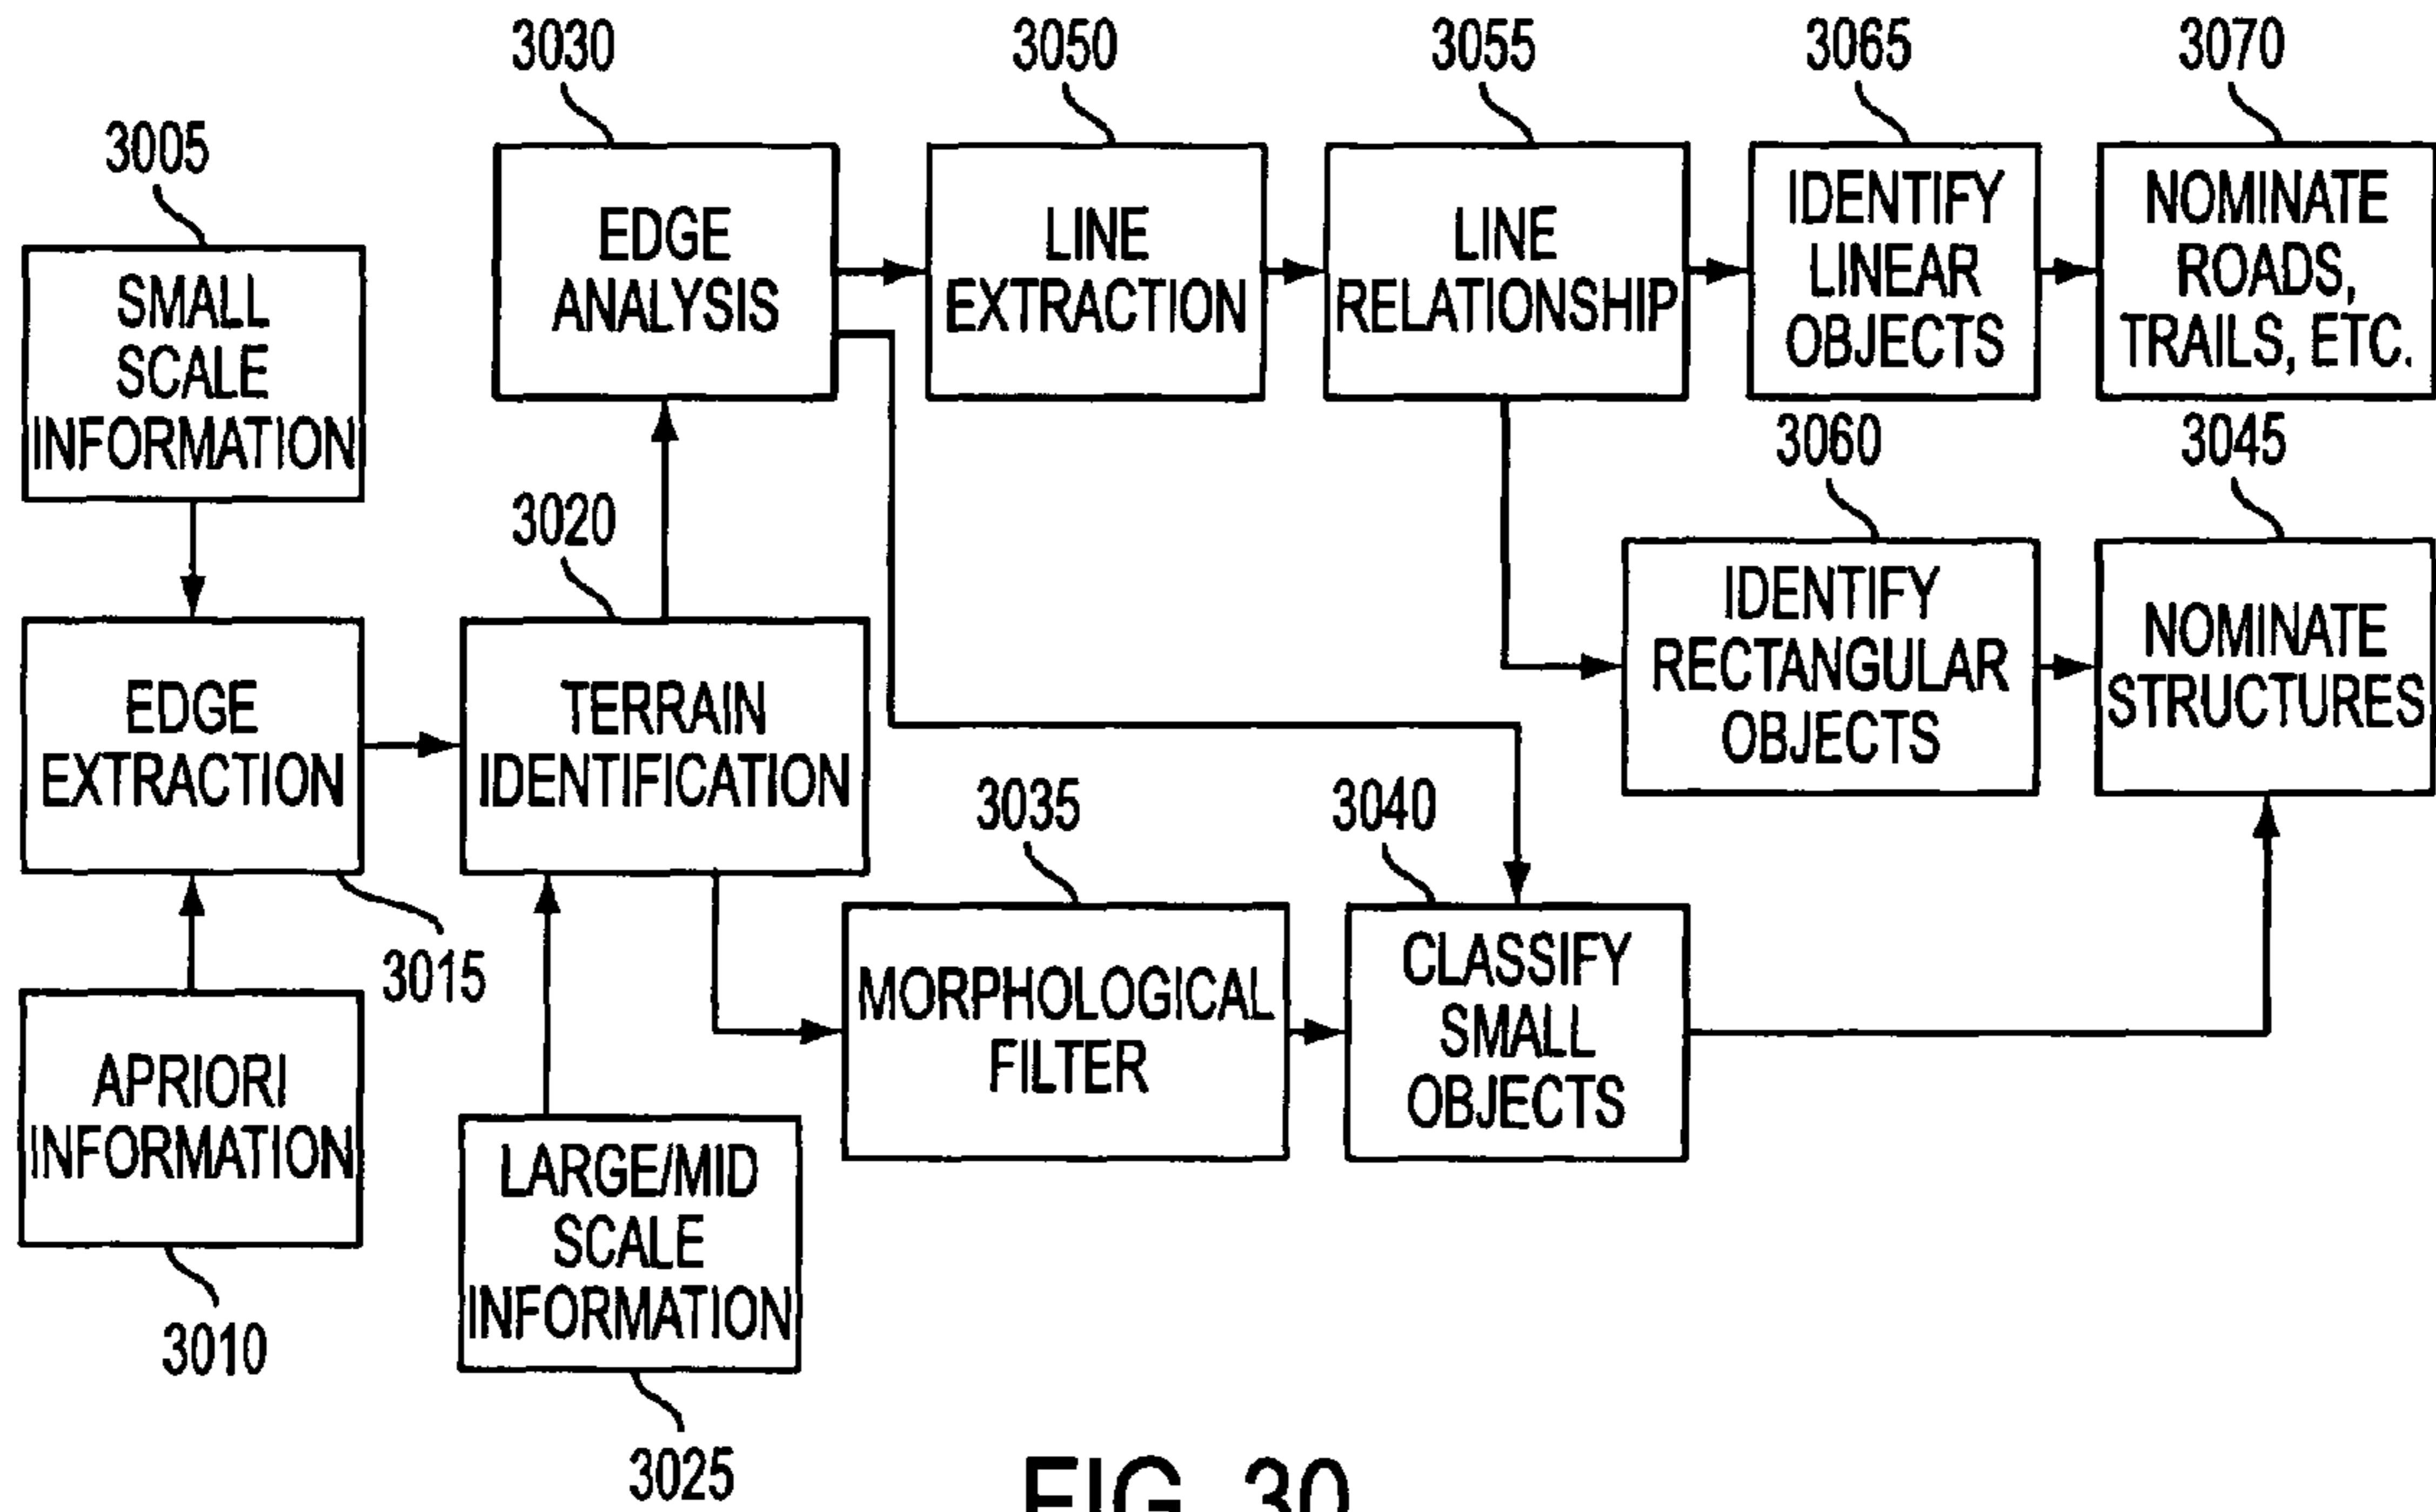 3030
3050
3055
3065
3070
3005
EDGE
ANALYSIS
LINE
EXTRACTION
LINE
RELATIONSHIP
IDENTIFY
LINEAR
OBJECTS
NOMINATE
ROADS,
TRAILS, ETC.
SMALL
SCALE
INFORMATION
3020
3060
3045
EDGE
EXTRACTION
3015
TERRAIN
IDENTIFICATION
IDENTIFY
RECTANGULAR
OBJECTS
NOMINATE
STRUCTURES
3035
3040
APRIORI
INFORMATION
3010
LARGE/MID
SCALE
INFORMATION
3025
MORPHOLOGICAL
FILTER
CLASSIFY
SMALL
OBJECTS
FIG. 30